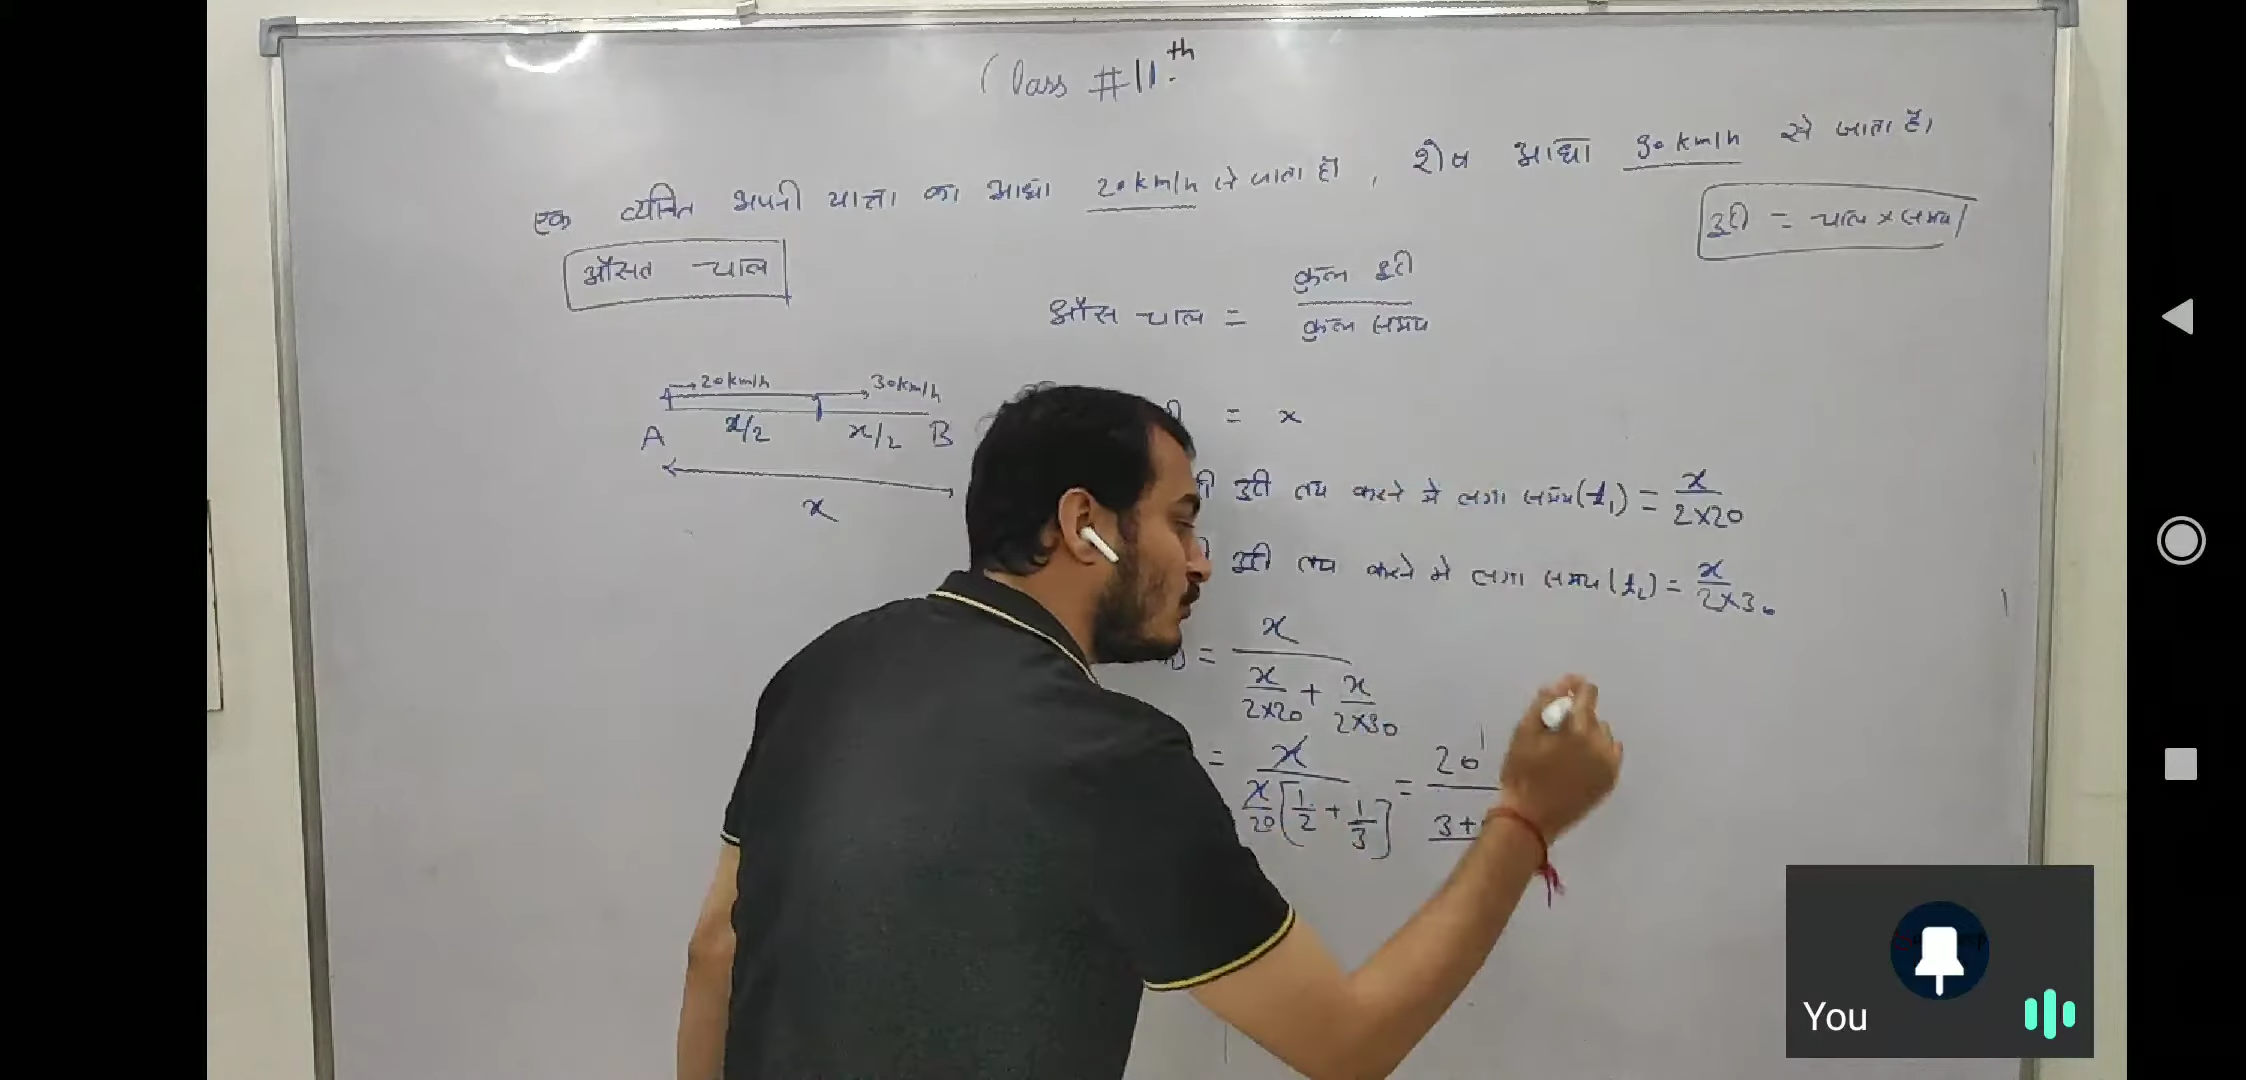 Class #11th
एक व्यक्ति अपनी यात्रा का आधा 20km/h से जाता है, शेष आधा 30km/h से जाता है।
औसत चाल
दूरी = चाल × समय
औस चाल = कुल दूरी / कुल समय
20km/h 30km/h
A x/2 x/2 B
x
= x
दूरी तय करने मे लगा समय (t₁) = x / 2×20
दूरी तय करने मे लगा समय (t₂) = x / 2×30
= x / (x / 2×20 + x / 2×30)
= x / (x/20 [1/2 + 1/3]) = 20 / 3+
You